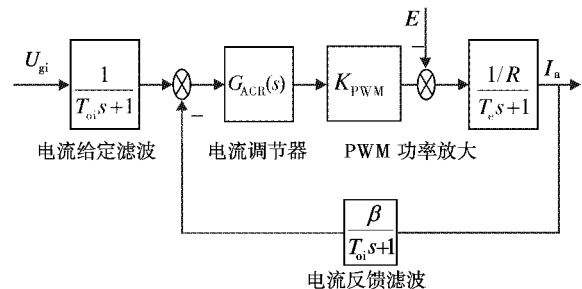 U_gi
1
T_oi s+1
电流给定滤波
−
G_ACR(s)
电流调节器
K_PWM
PWM 功率放大
E
−
1/R
T_e s+1
I_a
β
T_oi s+1
电流反馈滤波